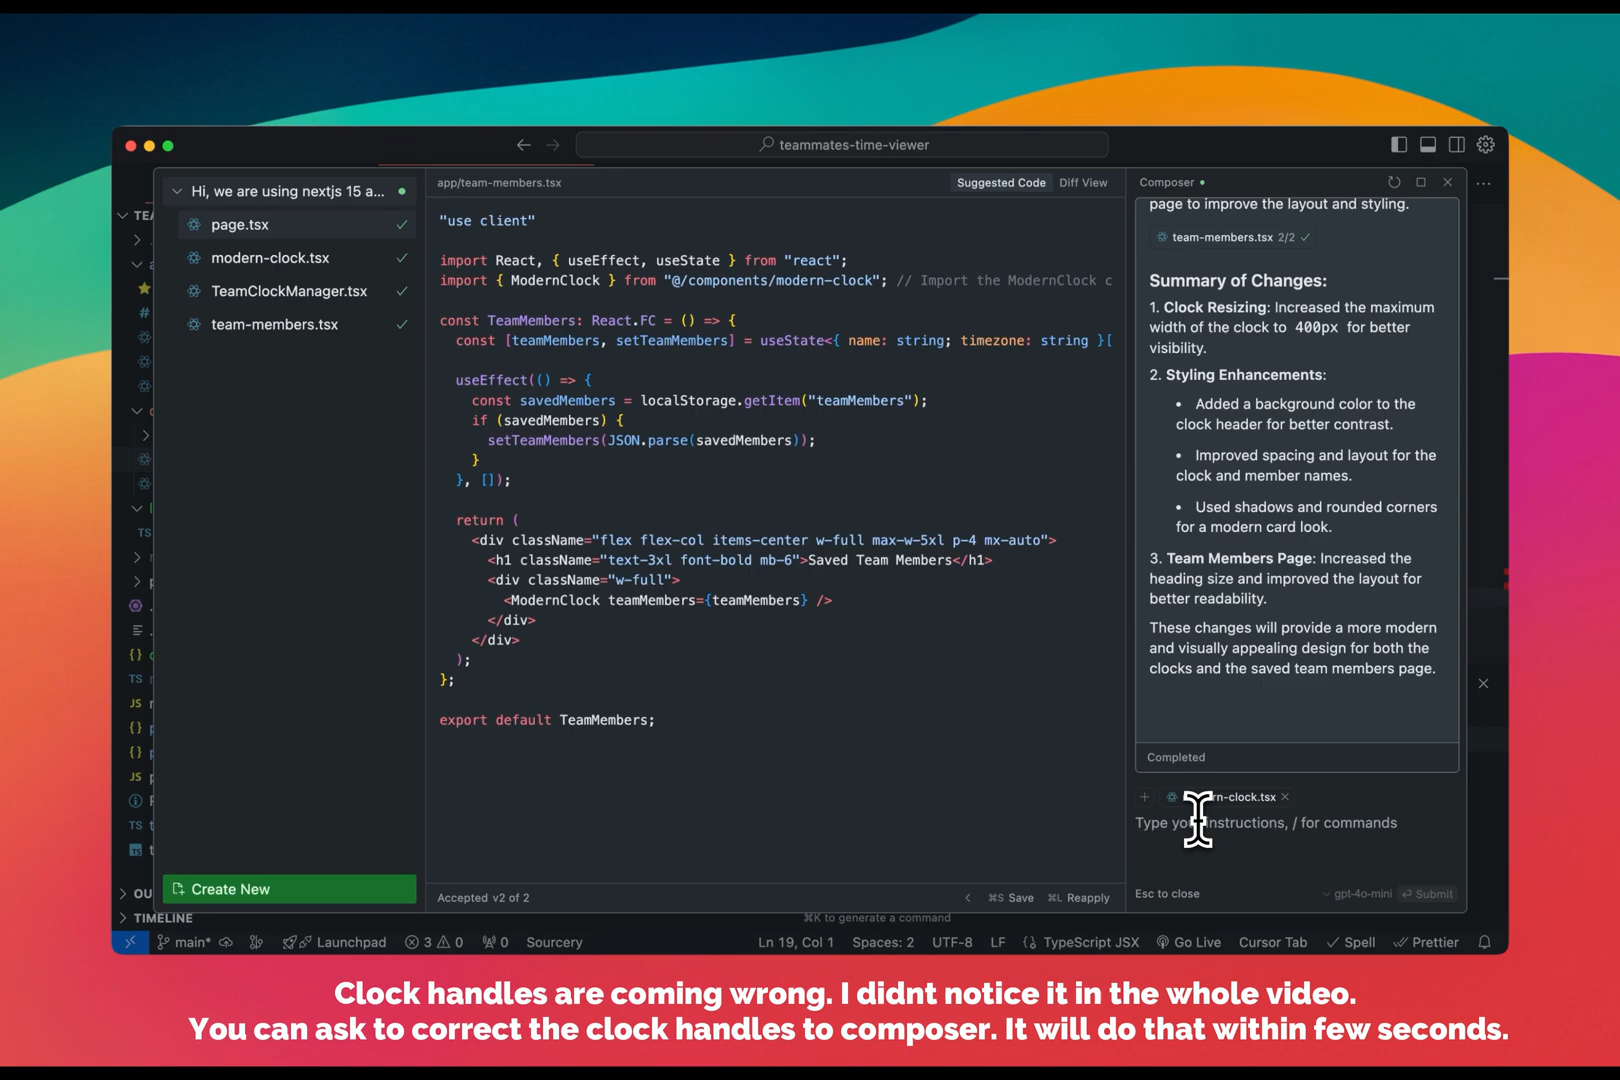 teammates-time-viewer
Hi, we are using nextjs 15 a...
page.tsx
modern-clock.tsx
TeamClockManager.tsx
team-members.tsx
Create New
TEA
OU
TIMELINE
app/team-members.tsx
Suggested Code
Diff View
"use client"
import React, { useEffect, useState } from "react";
import { ModernClock } from "@/components/modern-clock"; // Import the ModernClock c
const TeamMembers: React.FC = () => {
const [teamMembers, setTeamMembers] = useState<{ name: string; timezone: string }[
useEffect(() => {
const savedMembers = localStorage.getItem("teamMembers");
if (savedMembers) {
setTeamMembers(JSON.parse(savedMembers));
}
}, []);
return (
<div className="flex flex-col items-center w-full max-w-5xl p-4 mx-auto">
<h1 className="text-3xl font-bold mb-6">Saved Team Members</h1>
<div className="w-full">
<ModernClock teamMembers={teamMembers} />
</div>
</div>
);
};
export default TeamMembers;
Accepted v2 of 2
⌘S Save
⌘L Reapply
⌘K to generate a command
Composer
page to improve the layout and styling.
team-members.tsx 2/2
Summary of Changes:
1. Clock Resizing: Increased the maximum
width of the clock to 400px for better
visibility.
2. Styling Enhancements:
• Added a background color to the
clock header for better contrast.
• Improved spacing and layout for the
clock and member names.
• Used shadows and rounded corners
for a modern card look.
3. Team Members Page: Increased the
heading size and improved the layout for
better readability.
These changes will provide a more modern
and visually appealing design for both the
clocks and the saved team members page.
Completed
rn-clock.tsx
Type your instructions, / for commands
Esc to close
gpt-4o-mini
Submit
main*
Launchpad
3
0
0
Sourcery
Ln 19, Col 1
Spaces: 2
UTF-8
LF
TypeScript JSX
Go Live
Cursor Tab
Spell
Prettier
Clock handles are coming wrong. I didnt notice it in the whole video.
You can ask to correct the clock handles to composer. It will do that within few seconds.